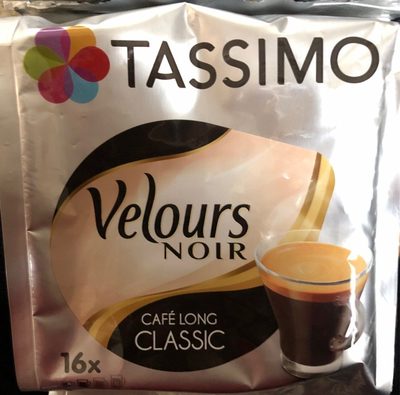 TASSIMO
Velours
NOIR
CAFÉ LONG
CLASSIC
16x